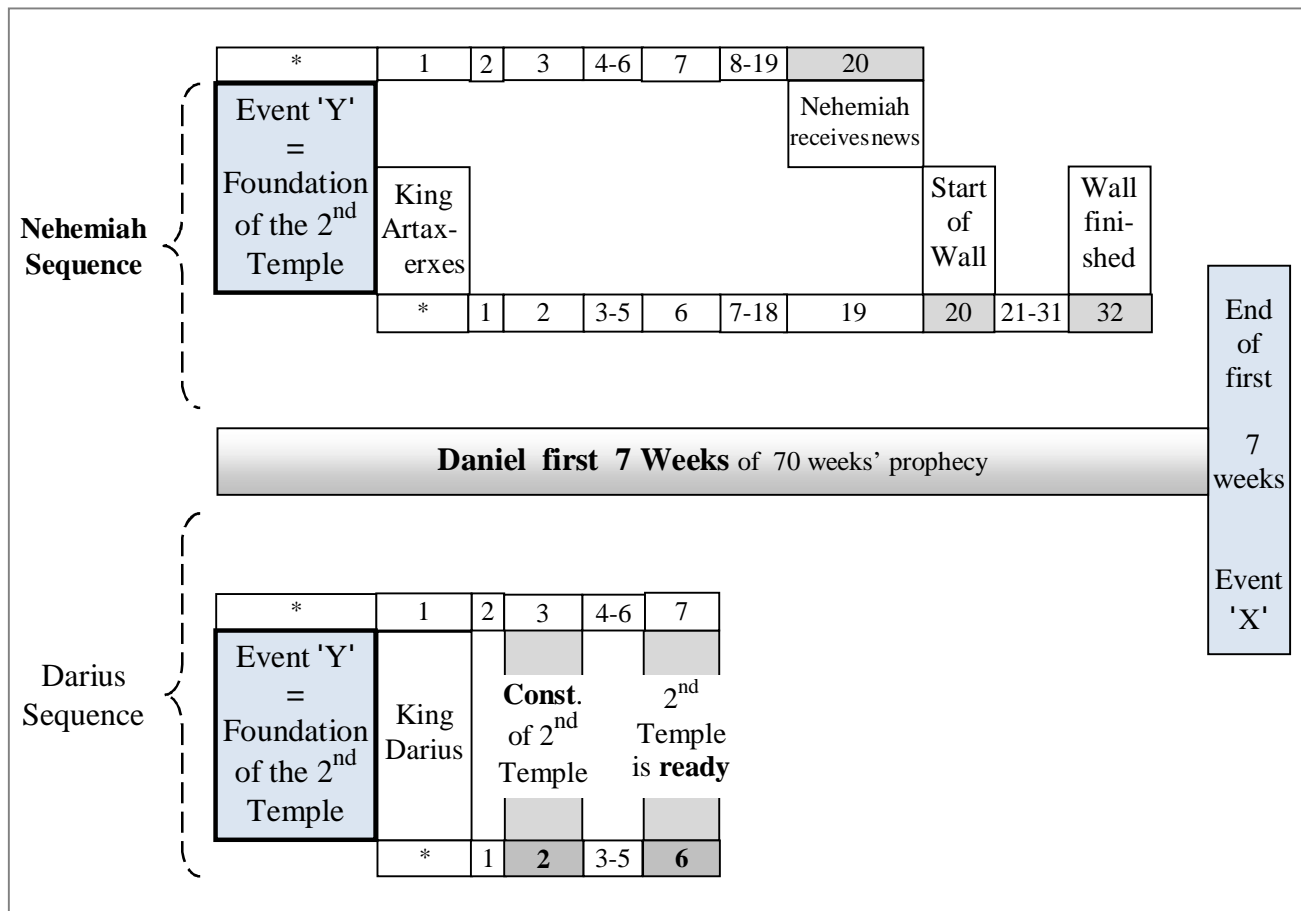 * 1 2 3 4-6 7 8-19 20
Event 'Y'
=
Foundation
of the 2nd
Temple
Nehemiah
receives news
King
Artax-
erxes
Start
of
Wall
Wall
fini-
shed
Nehemiah
Sequence
* 1 2 3-5 6 7-18 19 20 21-31 32
End
of
first
7
weeks
Event
'X'
Daniel first 7 Weeks of 70 weeks’ prophecy
Darius
Sequence
* 1 2 3 4-6 7
Event 'Y'
=
Foundation
of the 2nd
Temple
King
Darius
Const.
of 2nd
Temple
2nd
Temple
is ready
* 1 2 3-5 6